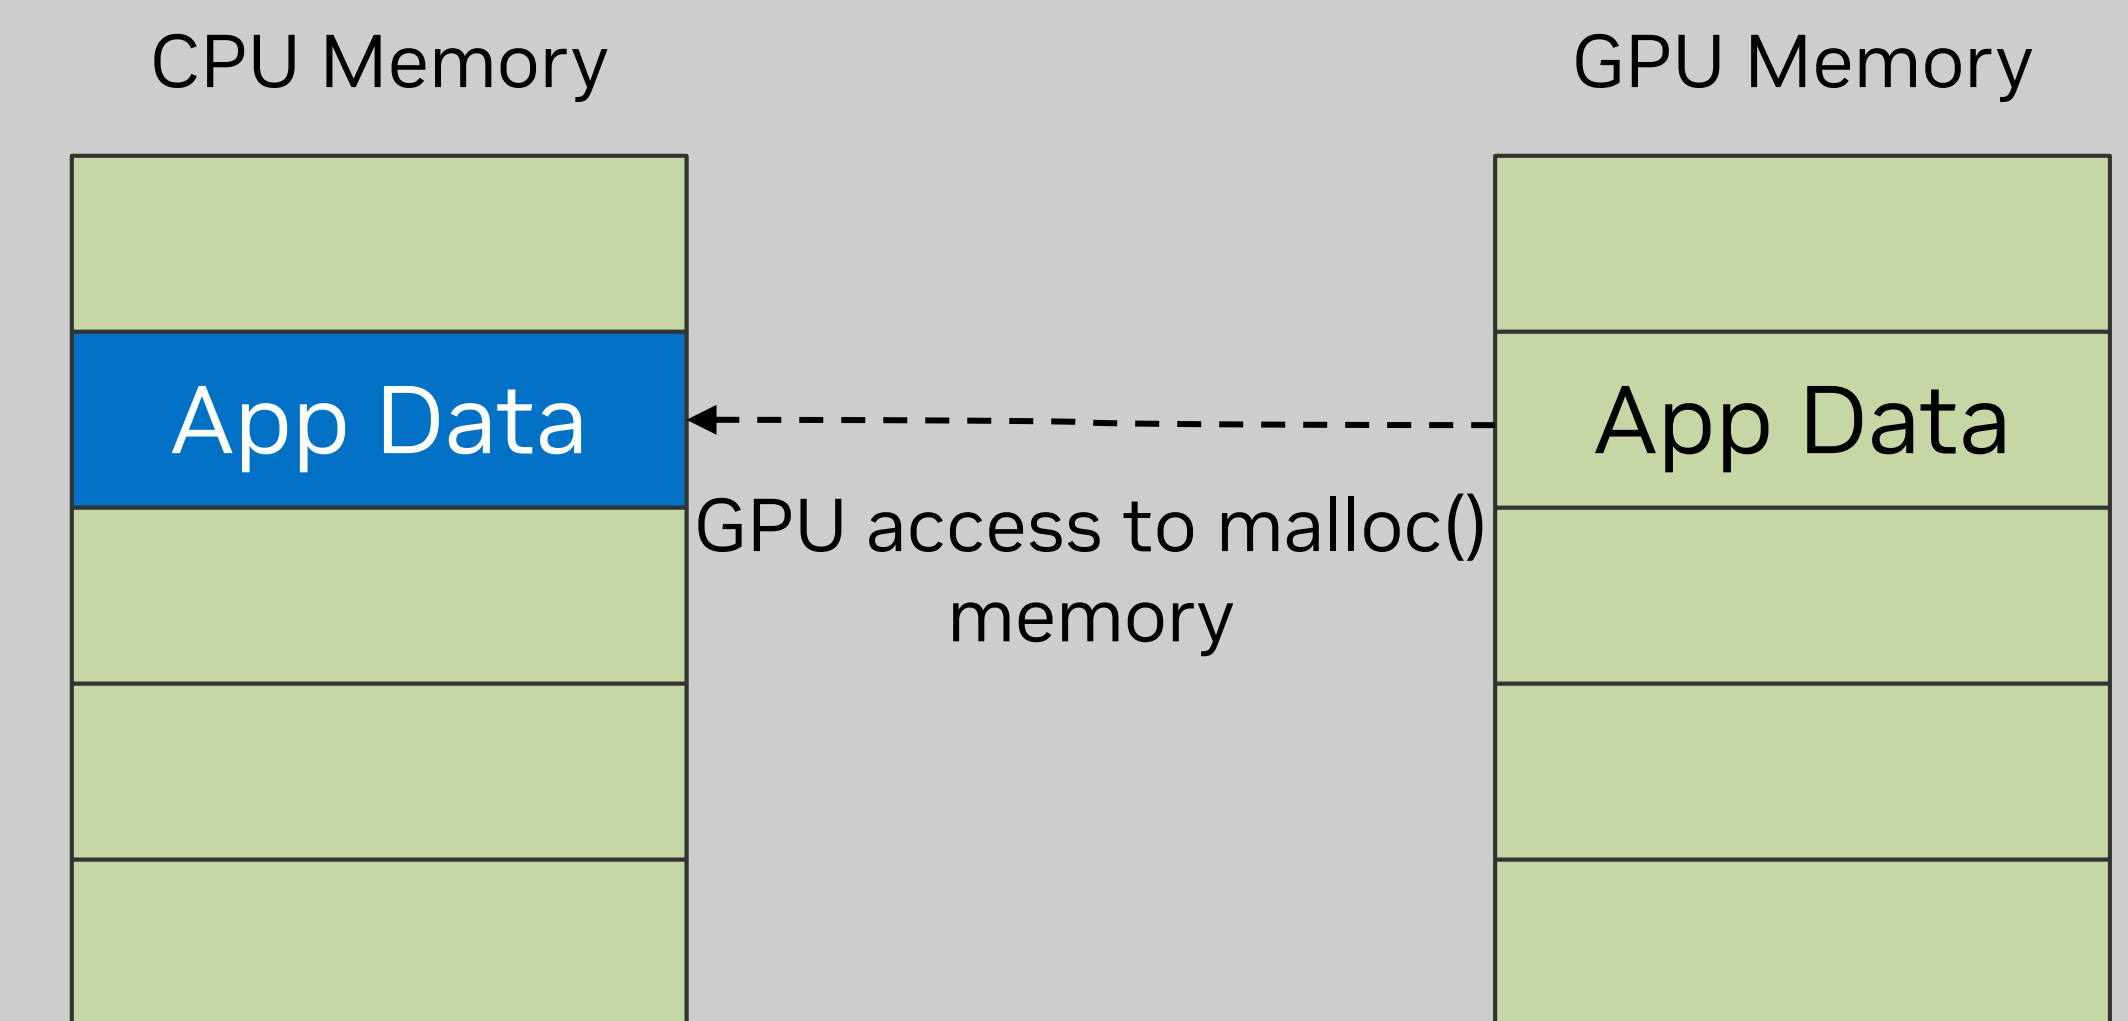 CPU Memory
GPU Memory
App Data
App Data
GPU access to malloc()
memory